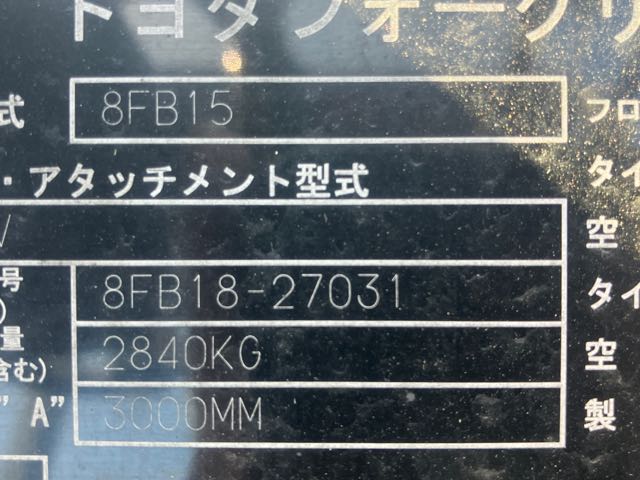 トヨタフォークリ
式 8FB15 フロ
・アタッチメント型式 タイ
空
号 8FB18-27031 タイ
量 2840KG 空
含む)
" A" 3000MM 製